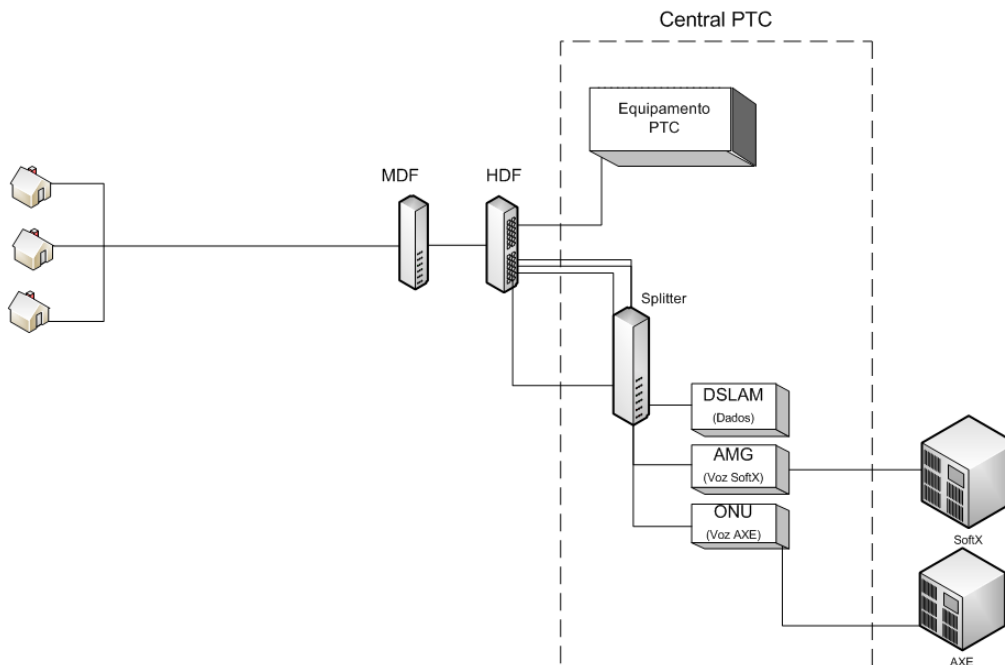 Central PTC
Equipamento
PTC
MDF
HDF
Splitter
DSLAM
(Dados)
AMG
(Voz SoftX)
ONU
(Voz AXE)
SoftX
AXE